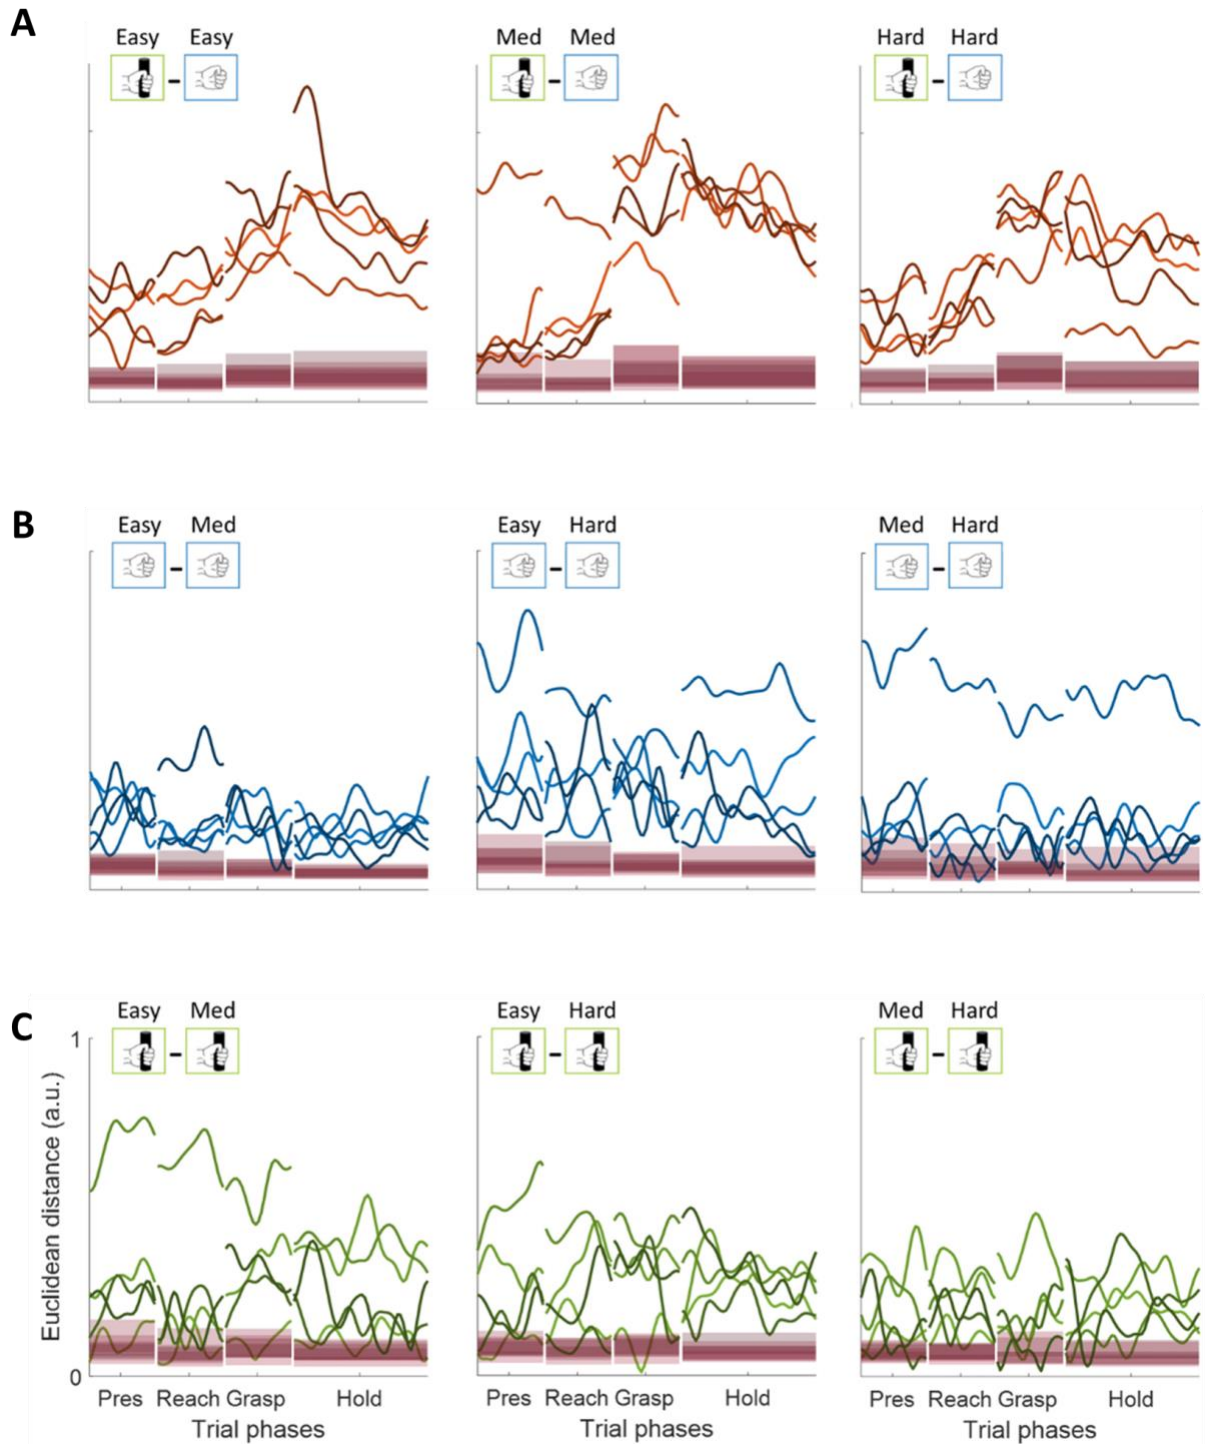 A
Easy Easy Med Med Hard Hard
B
Easy Med Easy Hard Med Hard
C
Easy Med Easy Hard Med Hard
1
Euclidean distance (a.u.)
0
Pres Reach Grasp Hold Pres Reach Grasp Hold Pres Reach Grasp Hold
Trial phases Trial phases Trial phases